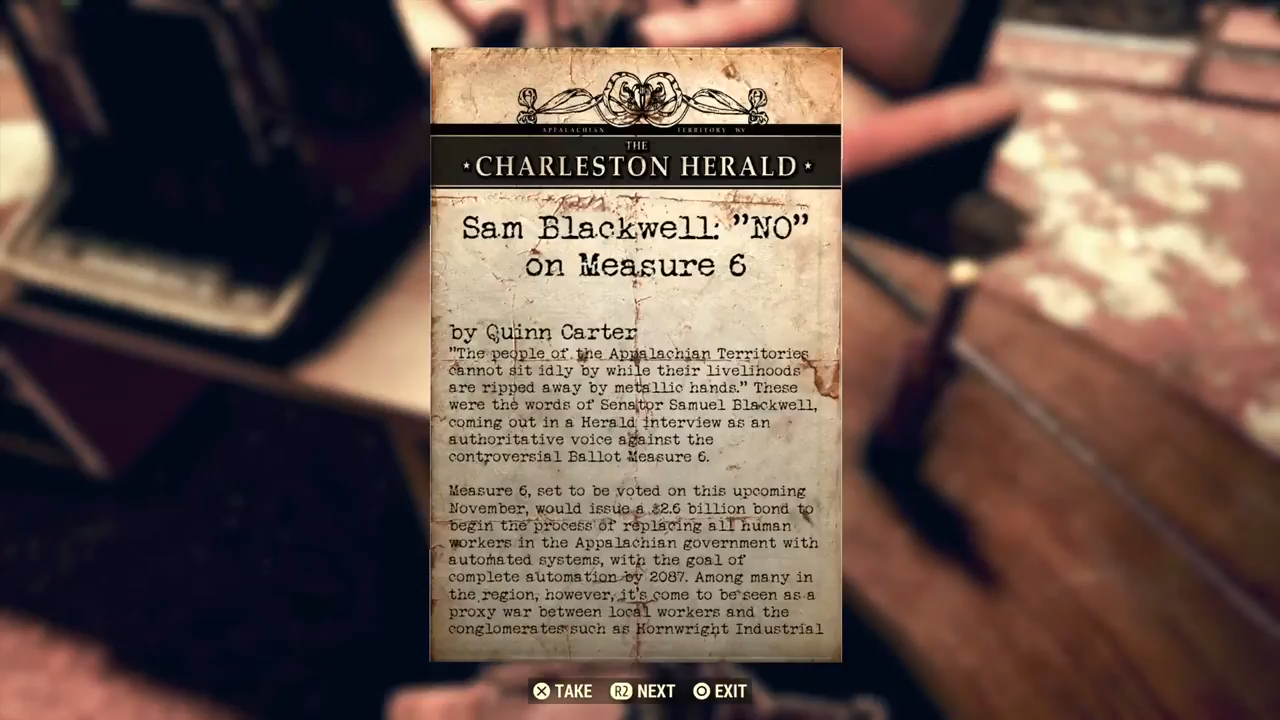 APPALACHIAN TERRITORY WV
THE
CHARLESTON HERALD
Sam Blackwell: "NO"
on Measure 6
by Quinn Carter
"The people of the Appalachian Territories
cannot sit idly by while their livelihoods
are ripped away by metallic hands." These
were the words of Senator Samuel Blackwell,
coming out in a Herald interview as an
authoritative voice against the
controversial Ballot Measure 6.
Measure 6, set to be voted on this upcoming
November, would issue a $2.6 billion bond to
begin the process of replacing all human
workers in the Appalachian government with
automated systems, with the goal of
complete automation by 2087. Among many in
the region, however, it's come to be seen as a
proxy war between local workers and the
conglomerates such as Hornwright Industrial
TAKE R2 NEXT EXIT